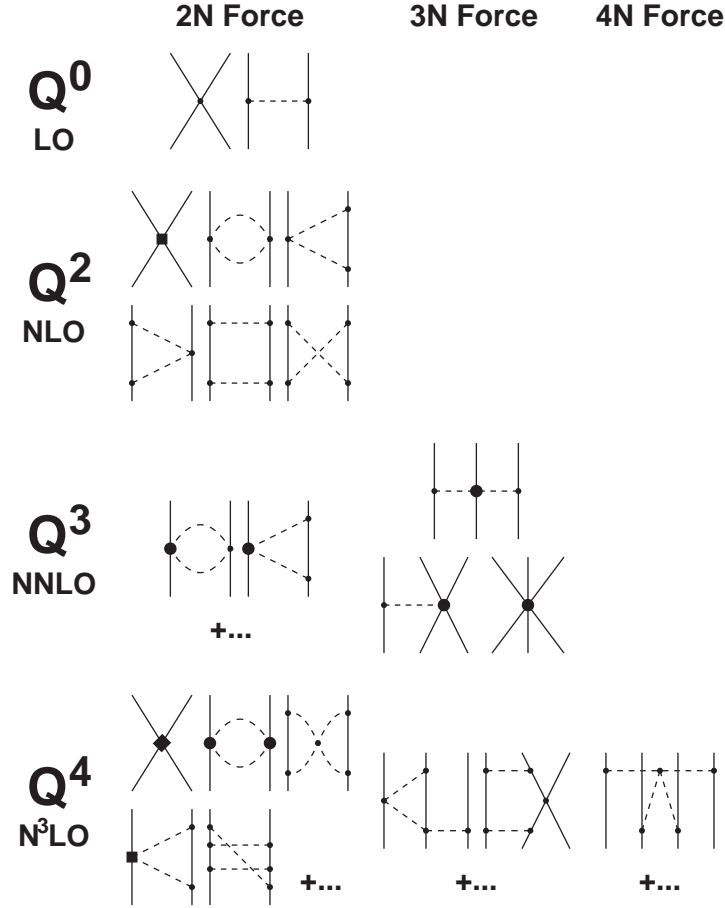 2N Force 3N Force 4N Force
Q⁰
LO
Q²
NLO
Q³
NNLO
+...
Q⁴
N³LO
+... +... +...